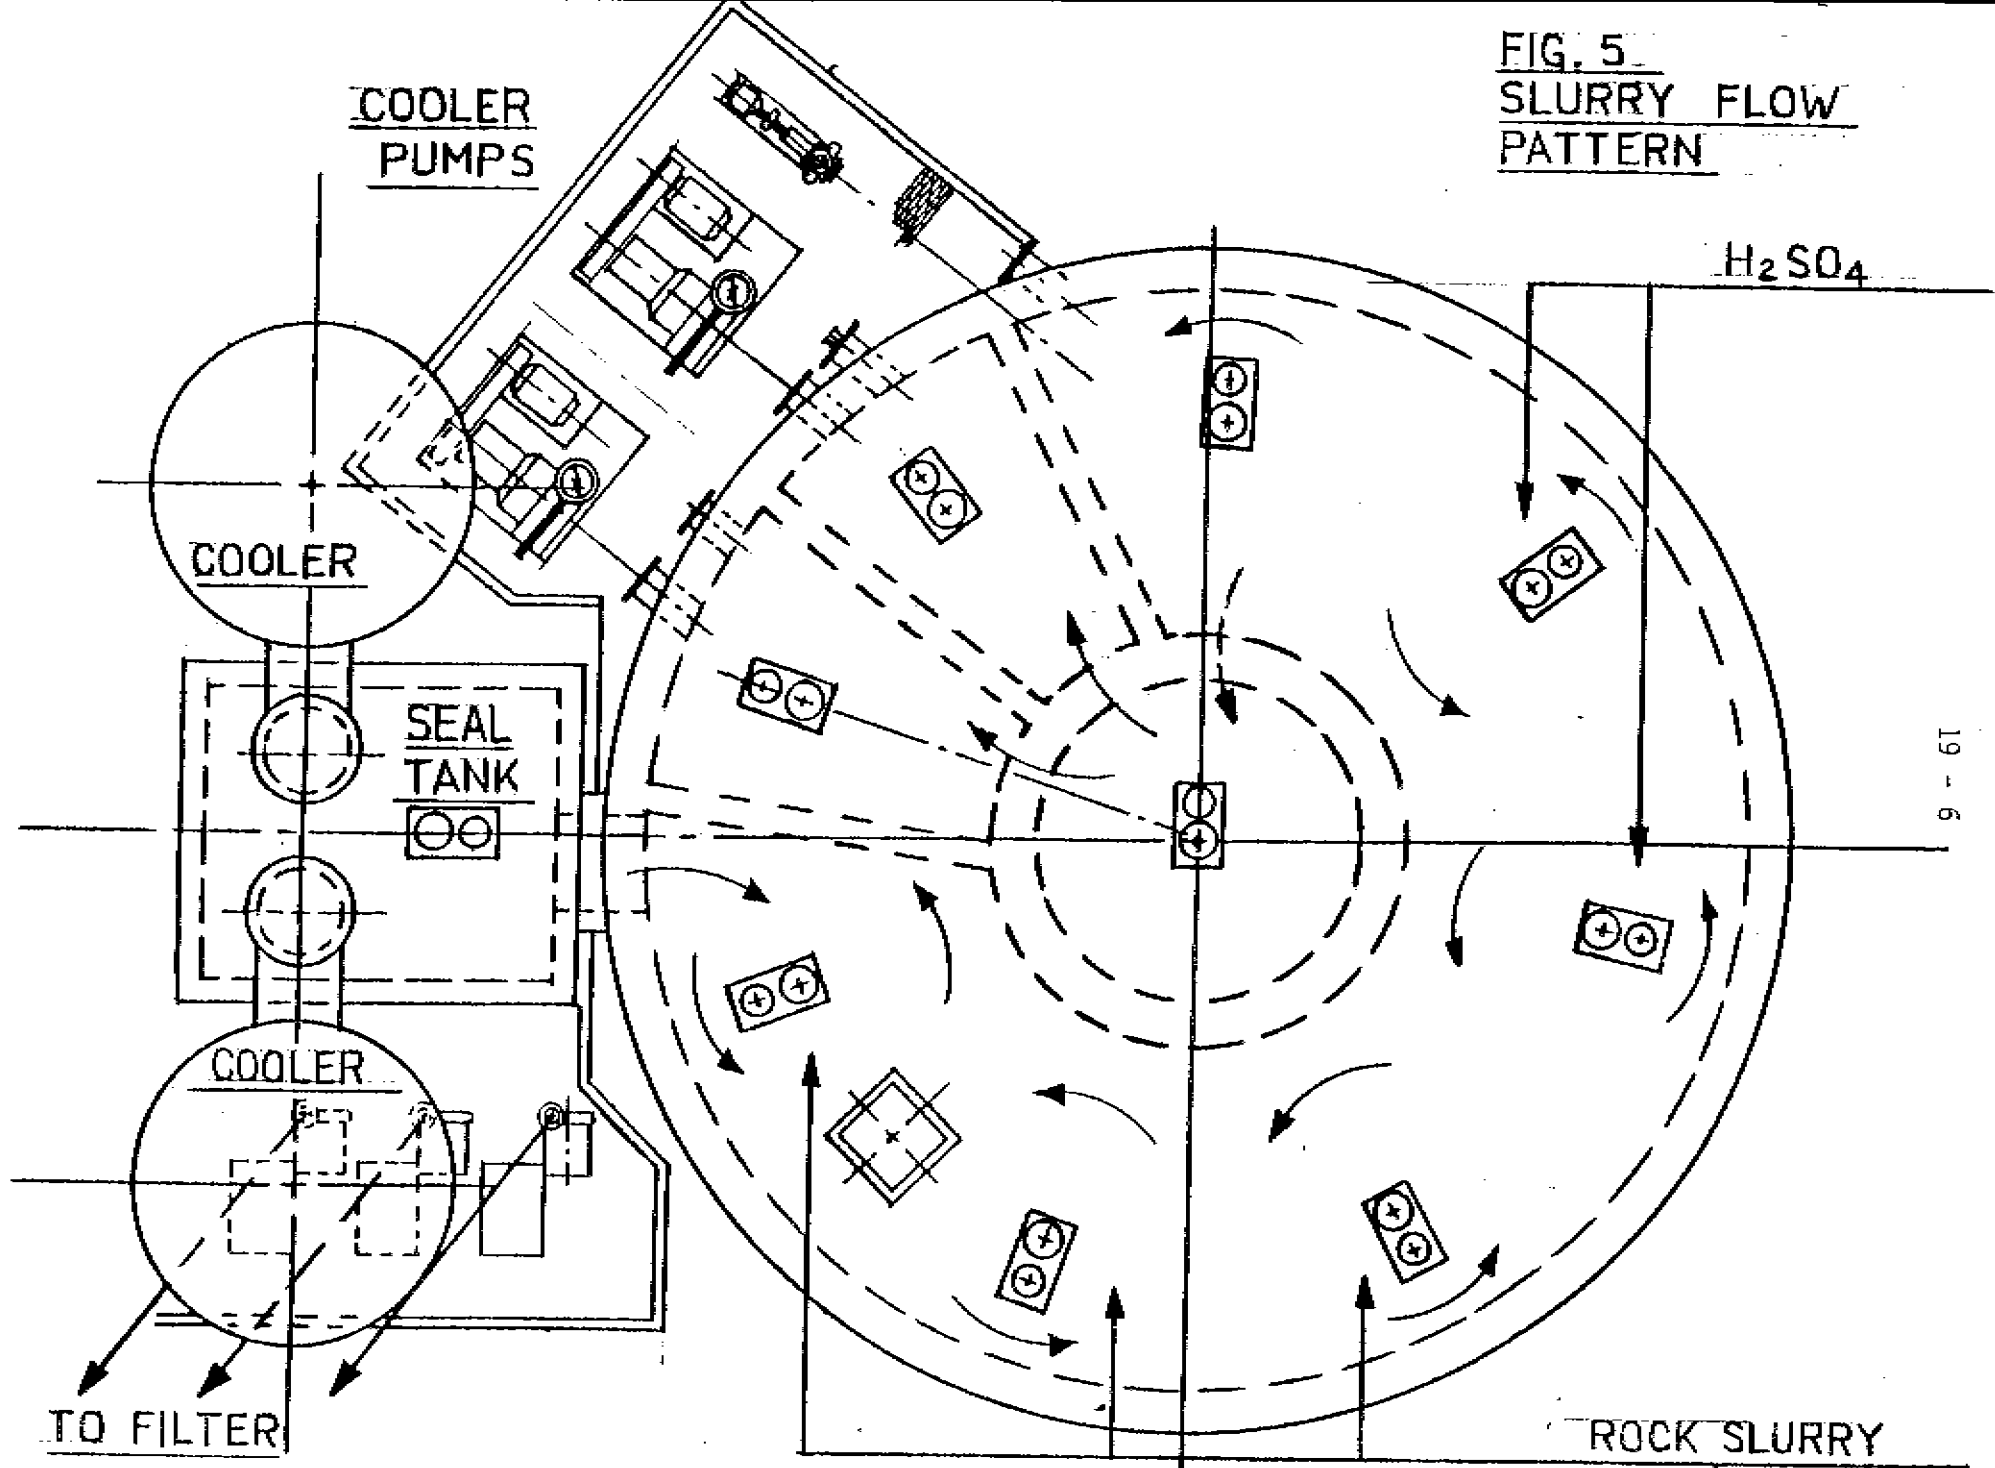 FIG. 5
SLURRY FLOW
PATTERN
COOLER
PUMPS
H₂SO₄
COOLER
SEAL
TANK
19 - 6
COOLER
TO FILTER
ROCK SLURRY